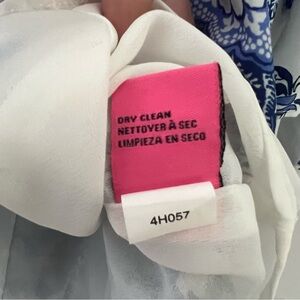 DRY CLEAN
NETTOYER À SEC
LIMPIEZA EN SECO
4H057